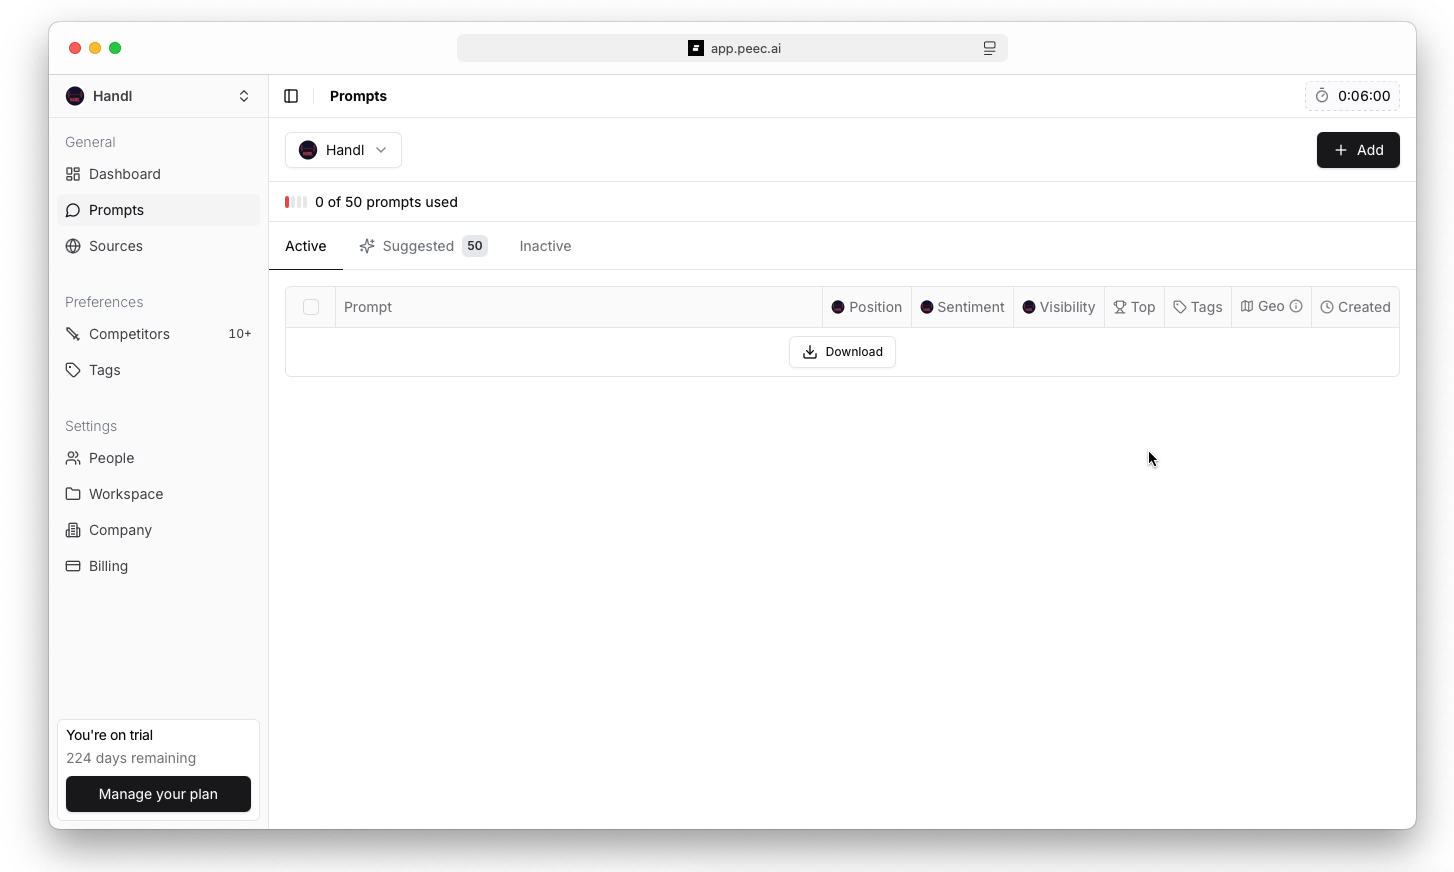 app.peec.ai
Handl
Prompts
0:06:00
General
Dashboard
Prompts
Sources
Preferences
Competitors 10+
Tags
Settings
People
Workspace
Company
Billing
You're on trial
224 days remaining
Manage your plan
Handl
Add
0 of 50 prompts used
Active Suggested 50 Inactive
Prompt Position Sentiment Visibility Top Tags Geo Created
Download